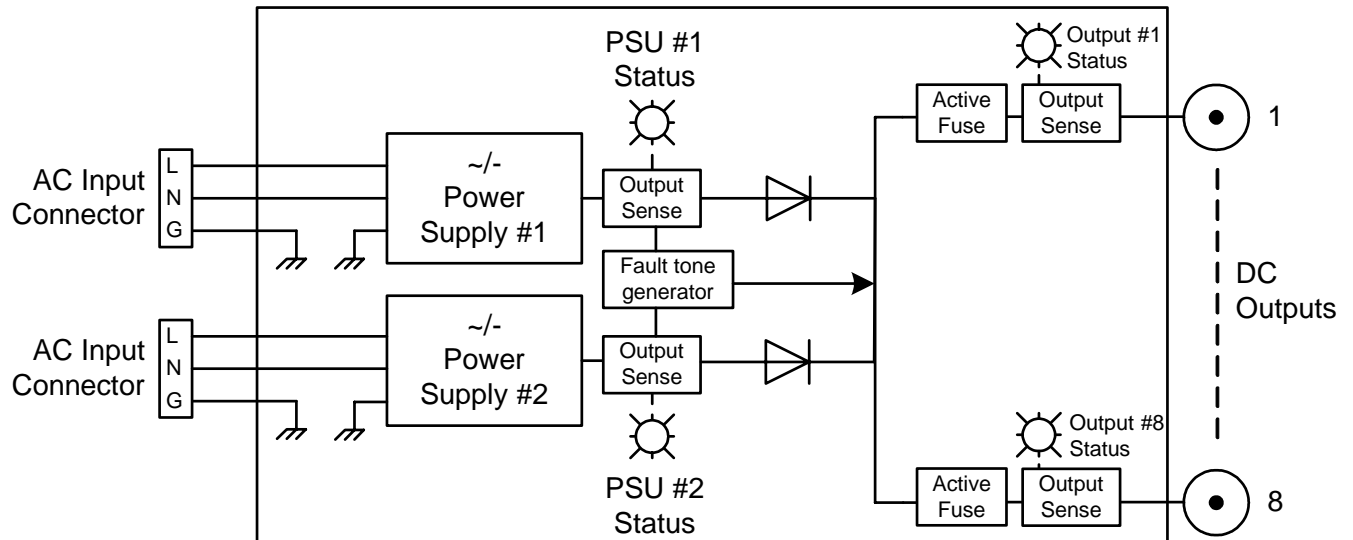 PSU #1
Status
Output #1
Status
Active
Fuse
Output
Sense
1
AC Input
Connector
L
N
G
~/-
Power
Supply #1
Output
Sense
Fault tone
generator
DC
Outputs
AC Input
Connector
L
N
G
~/-
Power
Supply #2
Output
Sense
PSU #2
Status
Output #8
Status
Active
Fuse
Output
Sense
8